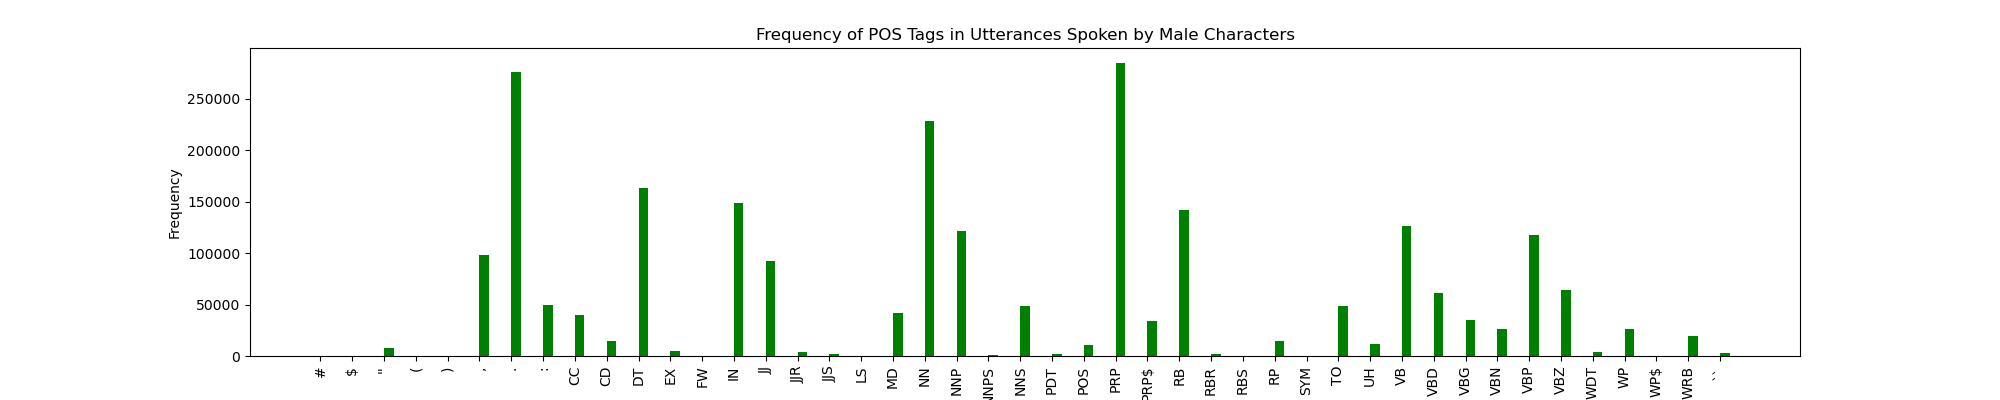 Frequency of POS Tags in Utterances Spoken by Male Characters
Frequency
250000
200000
150000
100000
50000
0
#
$
''
(
)
,
.
:
CC
CD
DT
EX
FW
IN
JJ
JJR
JJS
LS
MD
NN
NNP
NNPS
NNS
PDT
POS
PRP
PRP$
RB
RBR
RBS
RP
SYM
TO
UH
VB
VBD
VBG
VBN
VBP
VBZ
WDT
WP
WP$
WRB
``